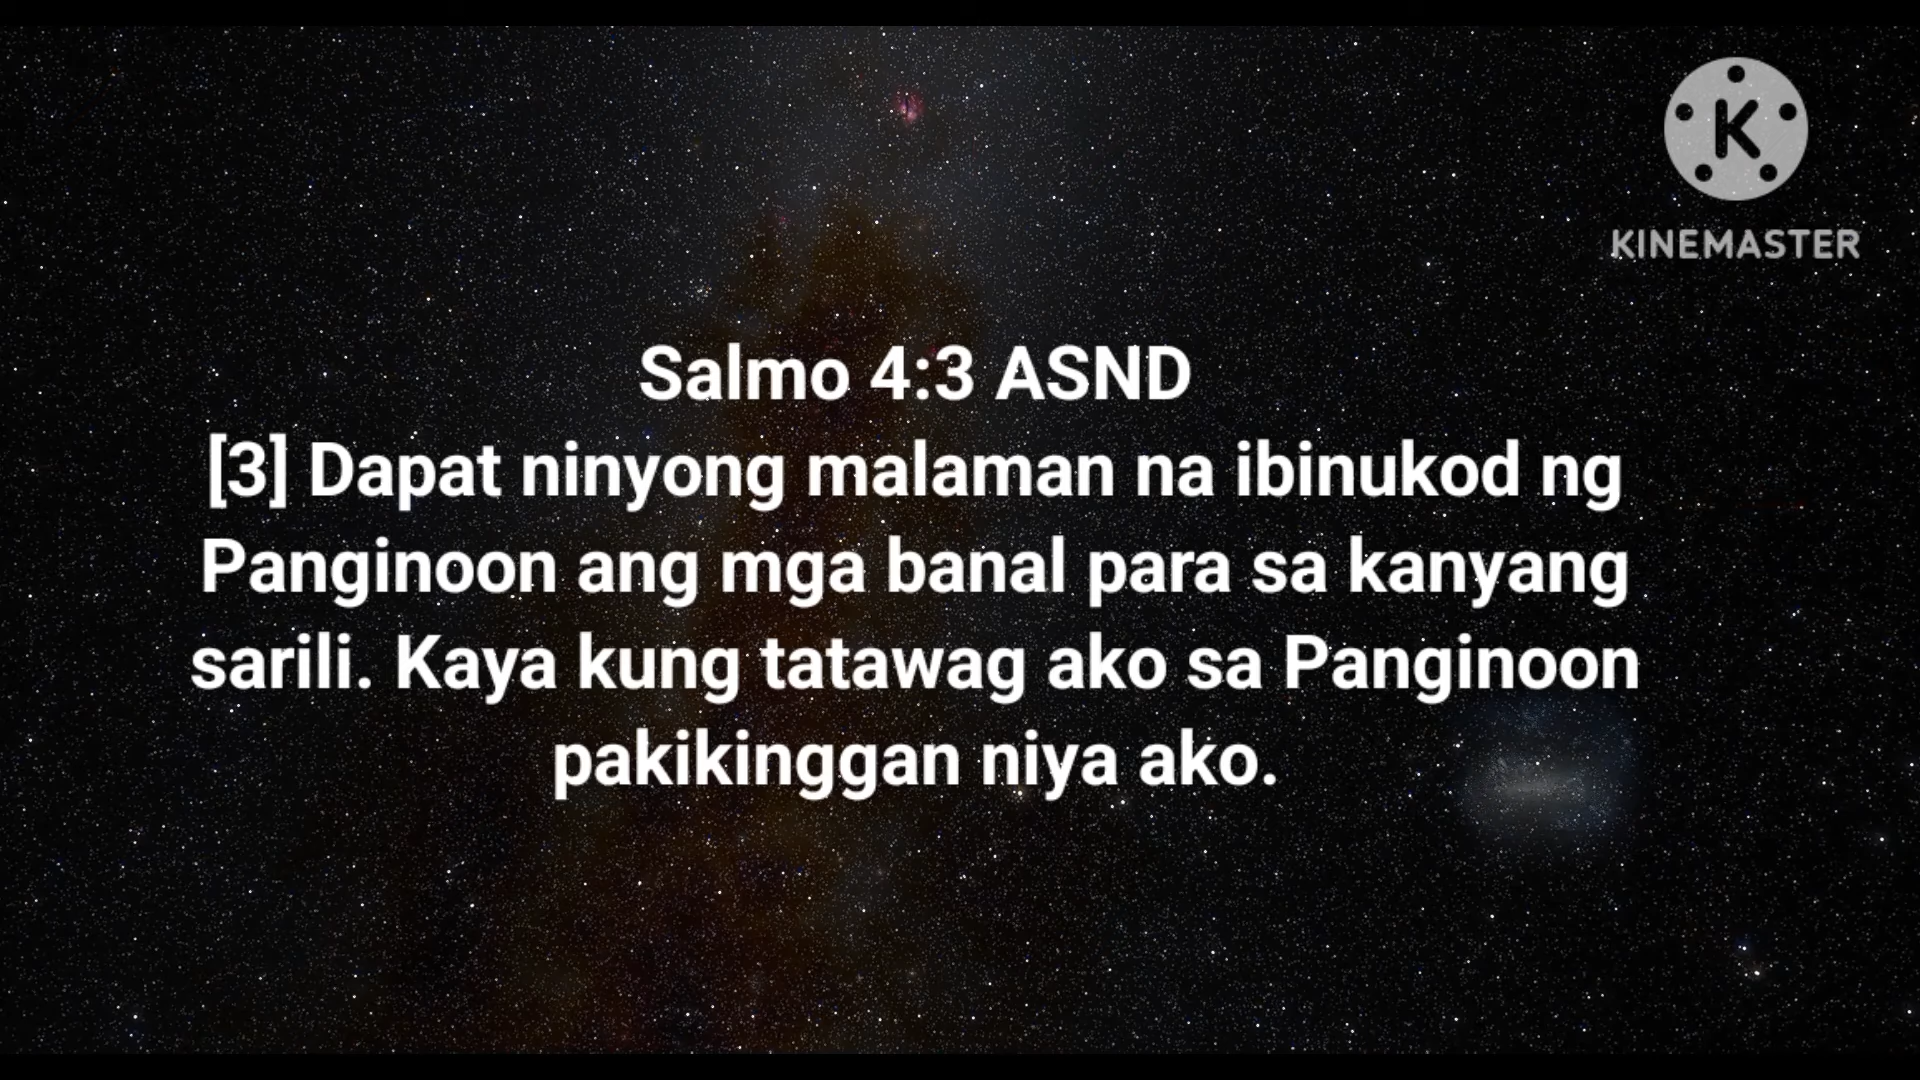 K
KINEMASTER
Salmo 4:3 ASND
[3] Dapat ninyong malaman na ibinukod ng
Panginoon ang mga banal para sa kanyang
sarili. Kaya kung tatawag ako sa Panginoon
pakikinggan niya ako.